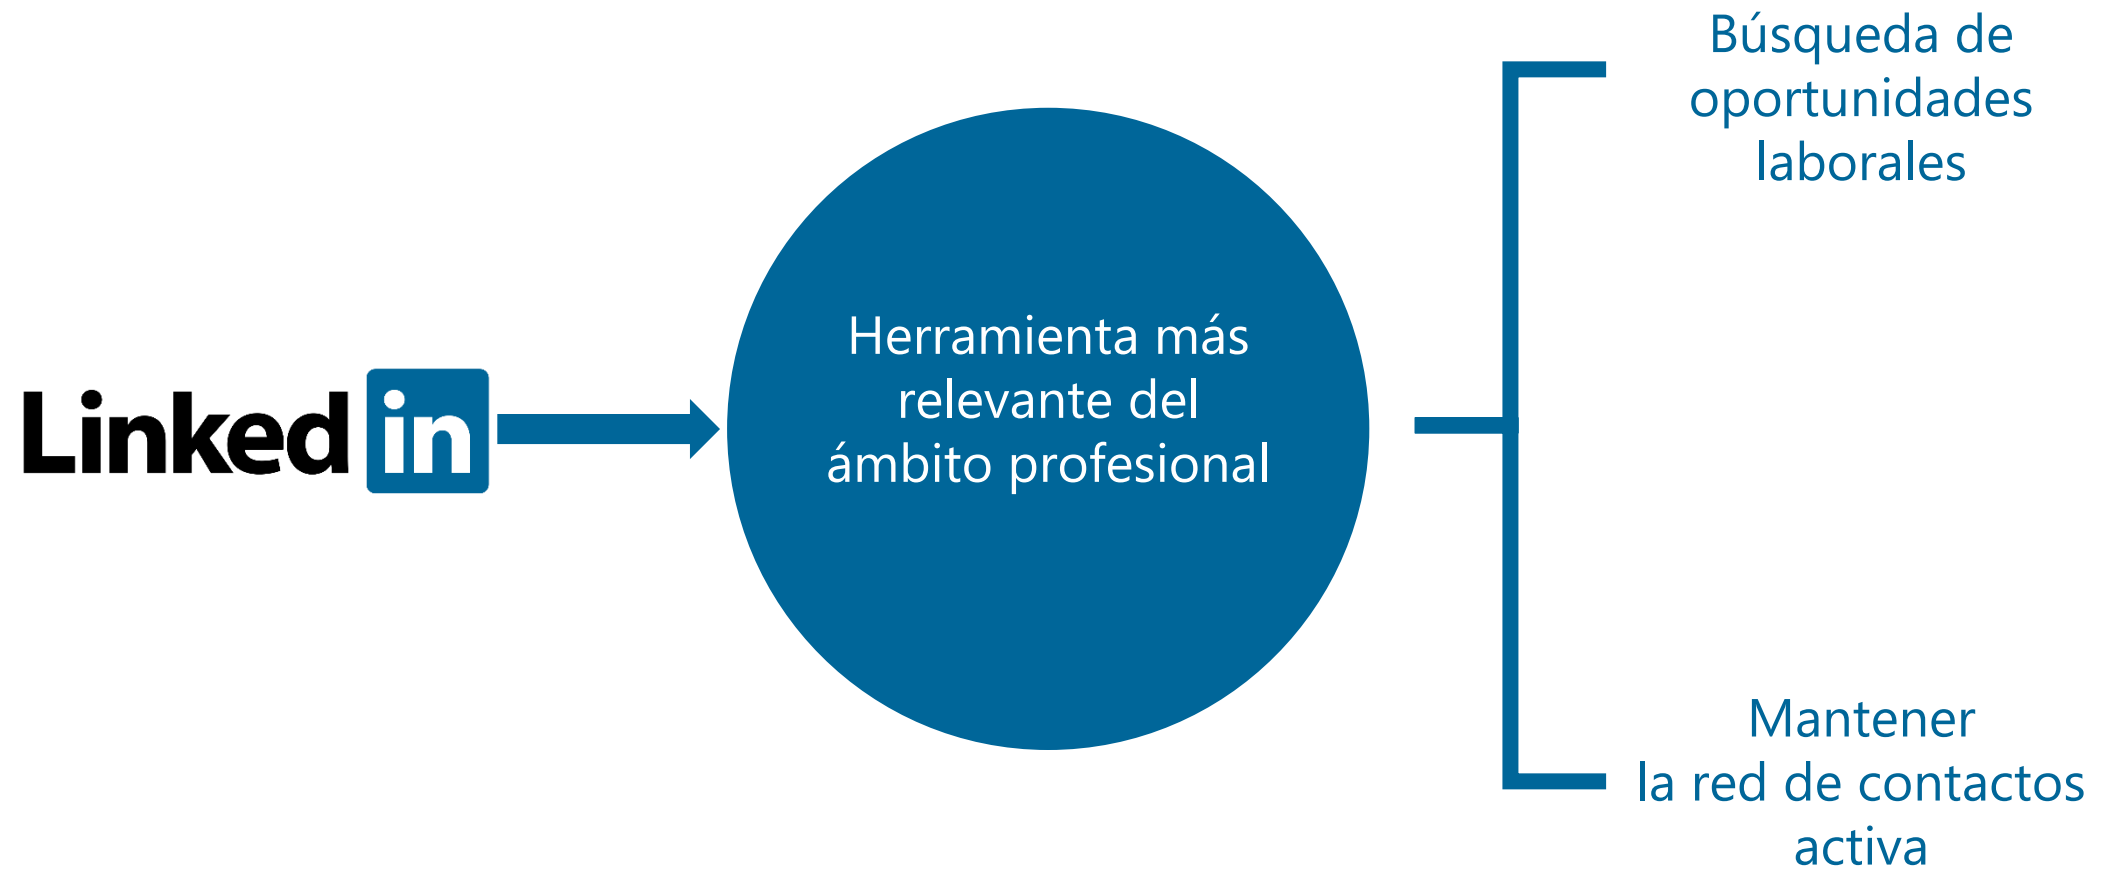 Linked in
Herramienta más
relevante del
ámbito profesional
Búsqueda de
oportunidades
laborales
Mantener
la red de contactos
activa